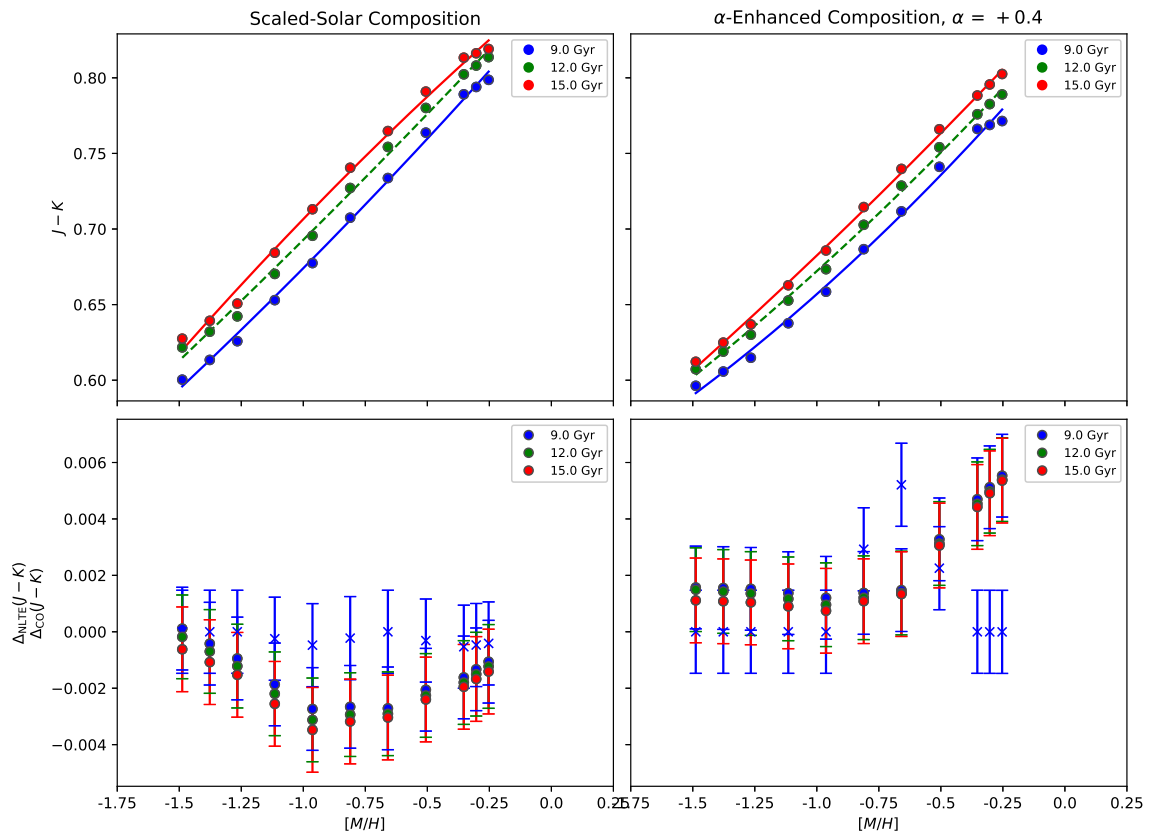 Scaled-Solar Composition
α-Enhanced Composition, α = +0.4
9.0 Gyr
12.0 Gyr
15.0 Gyr
9.0 Gyr
12.0 Gyr
15.0 Gyr
0.80
0.75
0.70
0.65
0.60
J − K
9.0 Gyr
12.0 Gyr
15.0 Gyr
9.0 Gyr
12.0 Gyr
15.0 Gyr
0.006
0.004
0.002
0.000
−0.002
−0.004
Δ_NLTE(J − K)
Δ_CO(J − K)
-1.75 -1.5 -1.25 -1.0 -0.75 -0.5 -0.25 0.0 0.25
-1.75 -1.5 -1.25 -1.0 -0.75 -0.5 -0.25 0.0 0.25
[M/H]
[M/H]